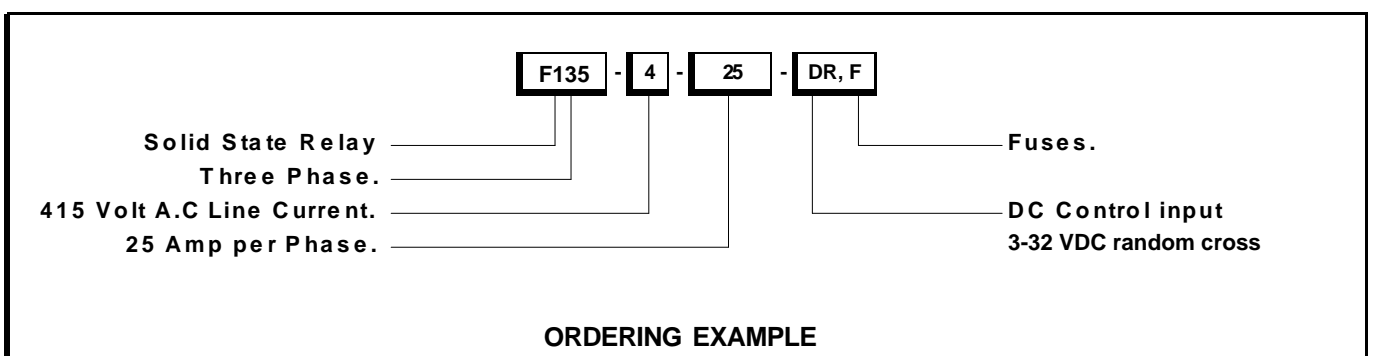 F135 - 4 - 25 - DR, F
Solid State Relay
Three Phase.
415 Volt A.C Line Current.
25 Amp per Phase.
Fuses.
DC Control input
3-32 VDC random cross
ORDERING EXAMPLE